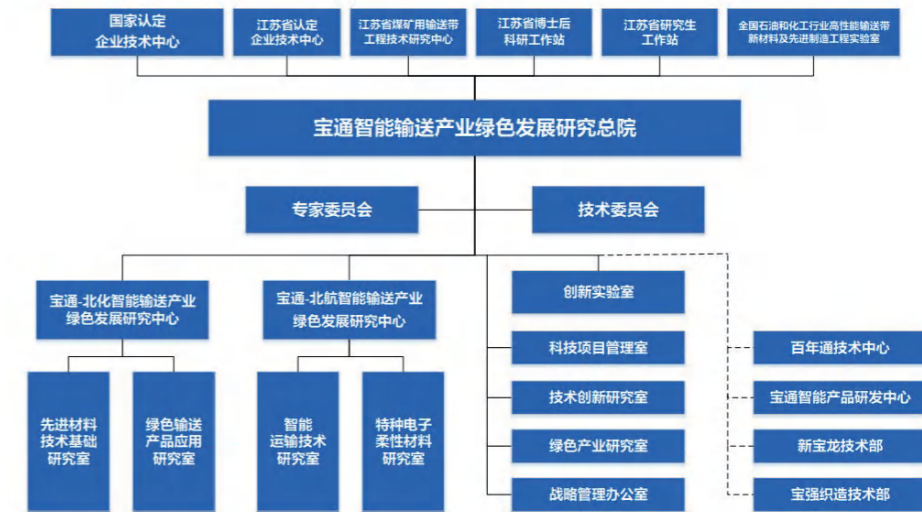 国家认定
企业技术中心
江苏省认定
企业技术中心
江苏省煤矿用输送带
工程技术研究中心
江苏省博士后
科研工作站
江苏省研究生
工作站
全国石油和化工行业高性能输送带
新材料及先进制造工程实验室
宝通智能输送产业绿色发展研究总院
专家委员会
技术委员会
宝通-北化智能输送产业
绿色发展研究中心
宝通-北航智能输送产业
绿色发展研究中心
先进材料
技术基础
研究室
绿色输送
产品应用
研究室
智能
运输技术
研究室
特种电子
柔性材料
研究室
创新实验室
科技项目管理室
技术创新研究室
绿色产业研究室
战略管理办公室
百年通技术中心
宝通智能产品研发中心
新宝龙技术部
宝强织造技术部